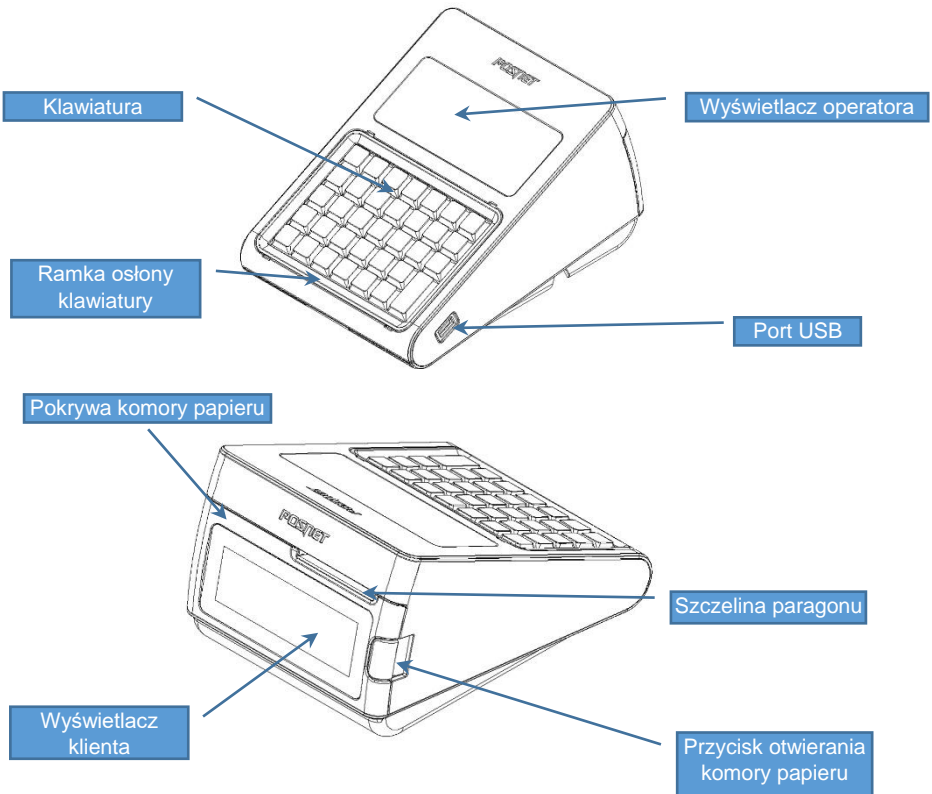 POSNET
Klawiatura
Wyświetlacz operatora
Ramka osłony
klawiatury
Port USB
Pokrywa komory papieru
POSNET
Szczelina paragonu
Wyświetlacz
klienta
Przycisk otwierania
komory papieru